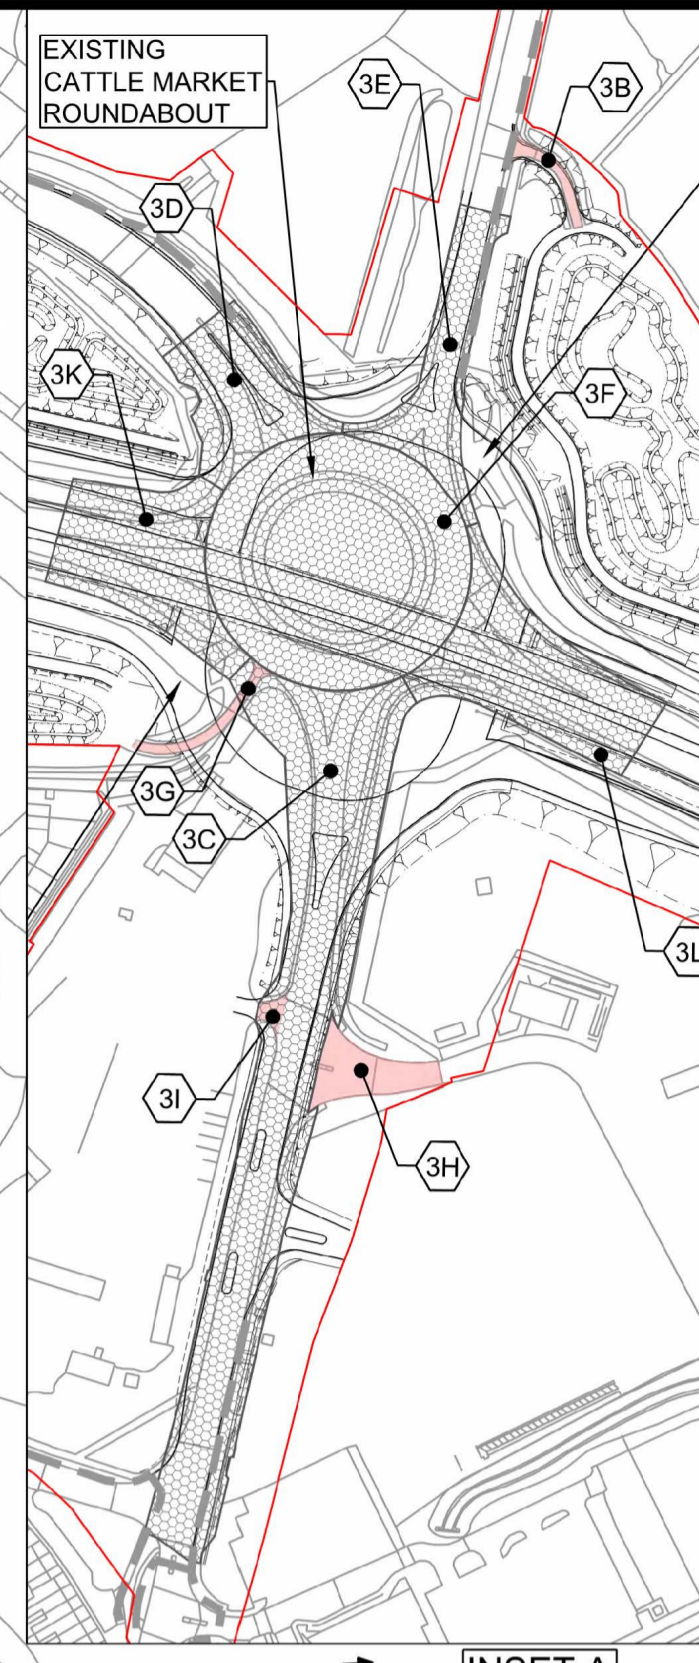 EXISTING
CATTLE MARKET
ROUNDABOUT
3E
3B
3D
3K
3F
3G
3C
3L
3I
3H
INSET A